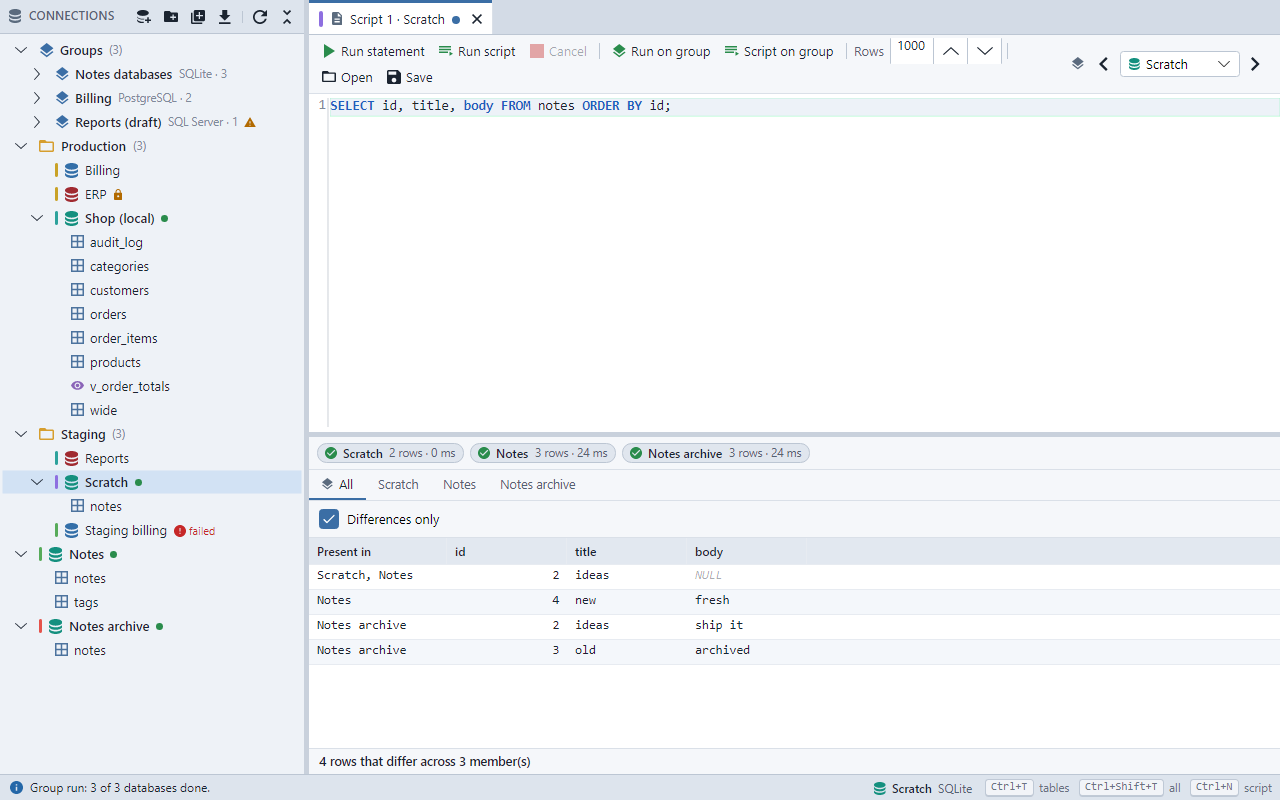 CONNECTIONS
Groups (3)
Notes databases SQLite · 3
Billing PostgreSQL · 2
Reports (draft) SQL Server · 1
Production (3)
Billing
ERP
Shop (local)
audit_log
categories
customers
orders
order_items
products
v_order_totals
wide
Staging (3)
Reports
Scratch
notes
Staging billing failed
Notes
notes
tags
Notes archive
notes
Script 1 · Scratch
Run statement Run script Cancel Run on group Script on group Rows 1000
Open Save
Scratch
1 SELECT id, title, body FROM notes ORDER BY id;
Scratch 2 rows · 0 ms Notes 3 rows · 24 ms Notes archive 3 rows · 24 ms
All Scratch Notes Notes archive
Differences only
Present in id title body
Scratch, Notes 2 ideas NULL
Notes 4 new fresh
Notes archive 2 ideas ship it
Notes archive 3 old archived
4 rows that differ across 3 member(s)
Group run: 3 of 3 databases done.
Scratch SQLite Ctrl+T tables Ctrl+Shift+T all Ctrl+N script